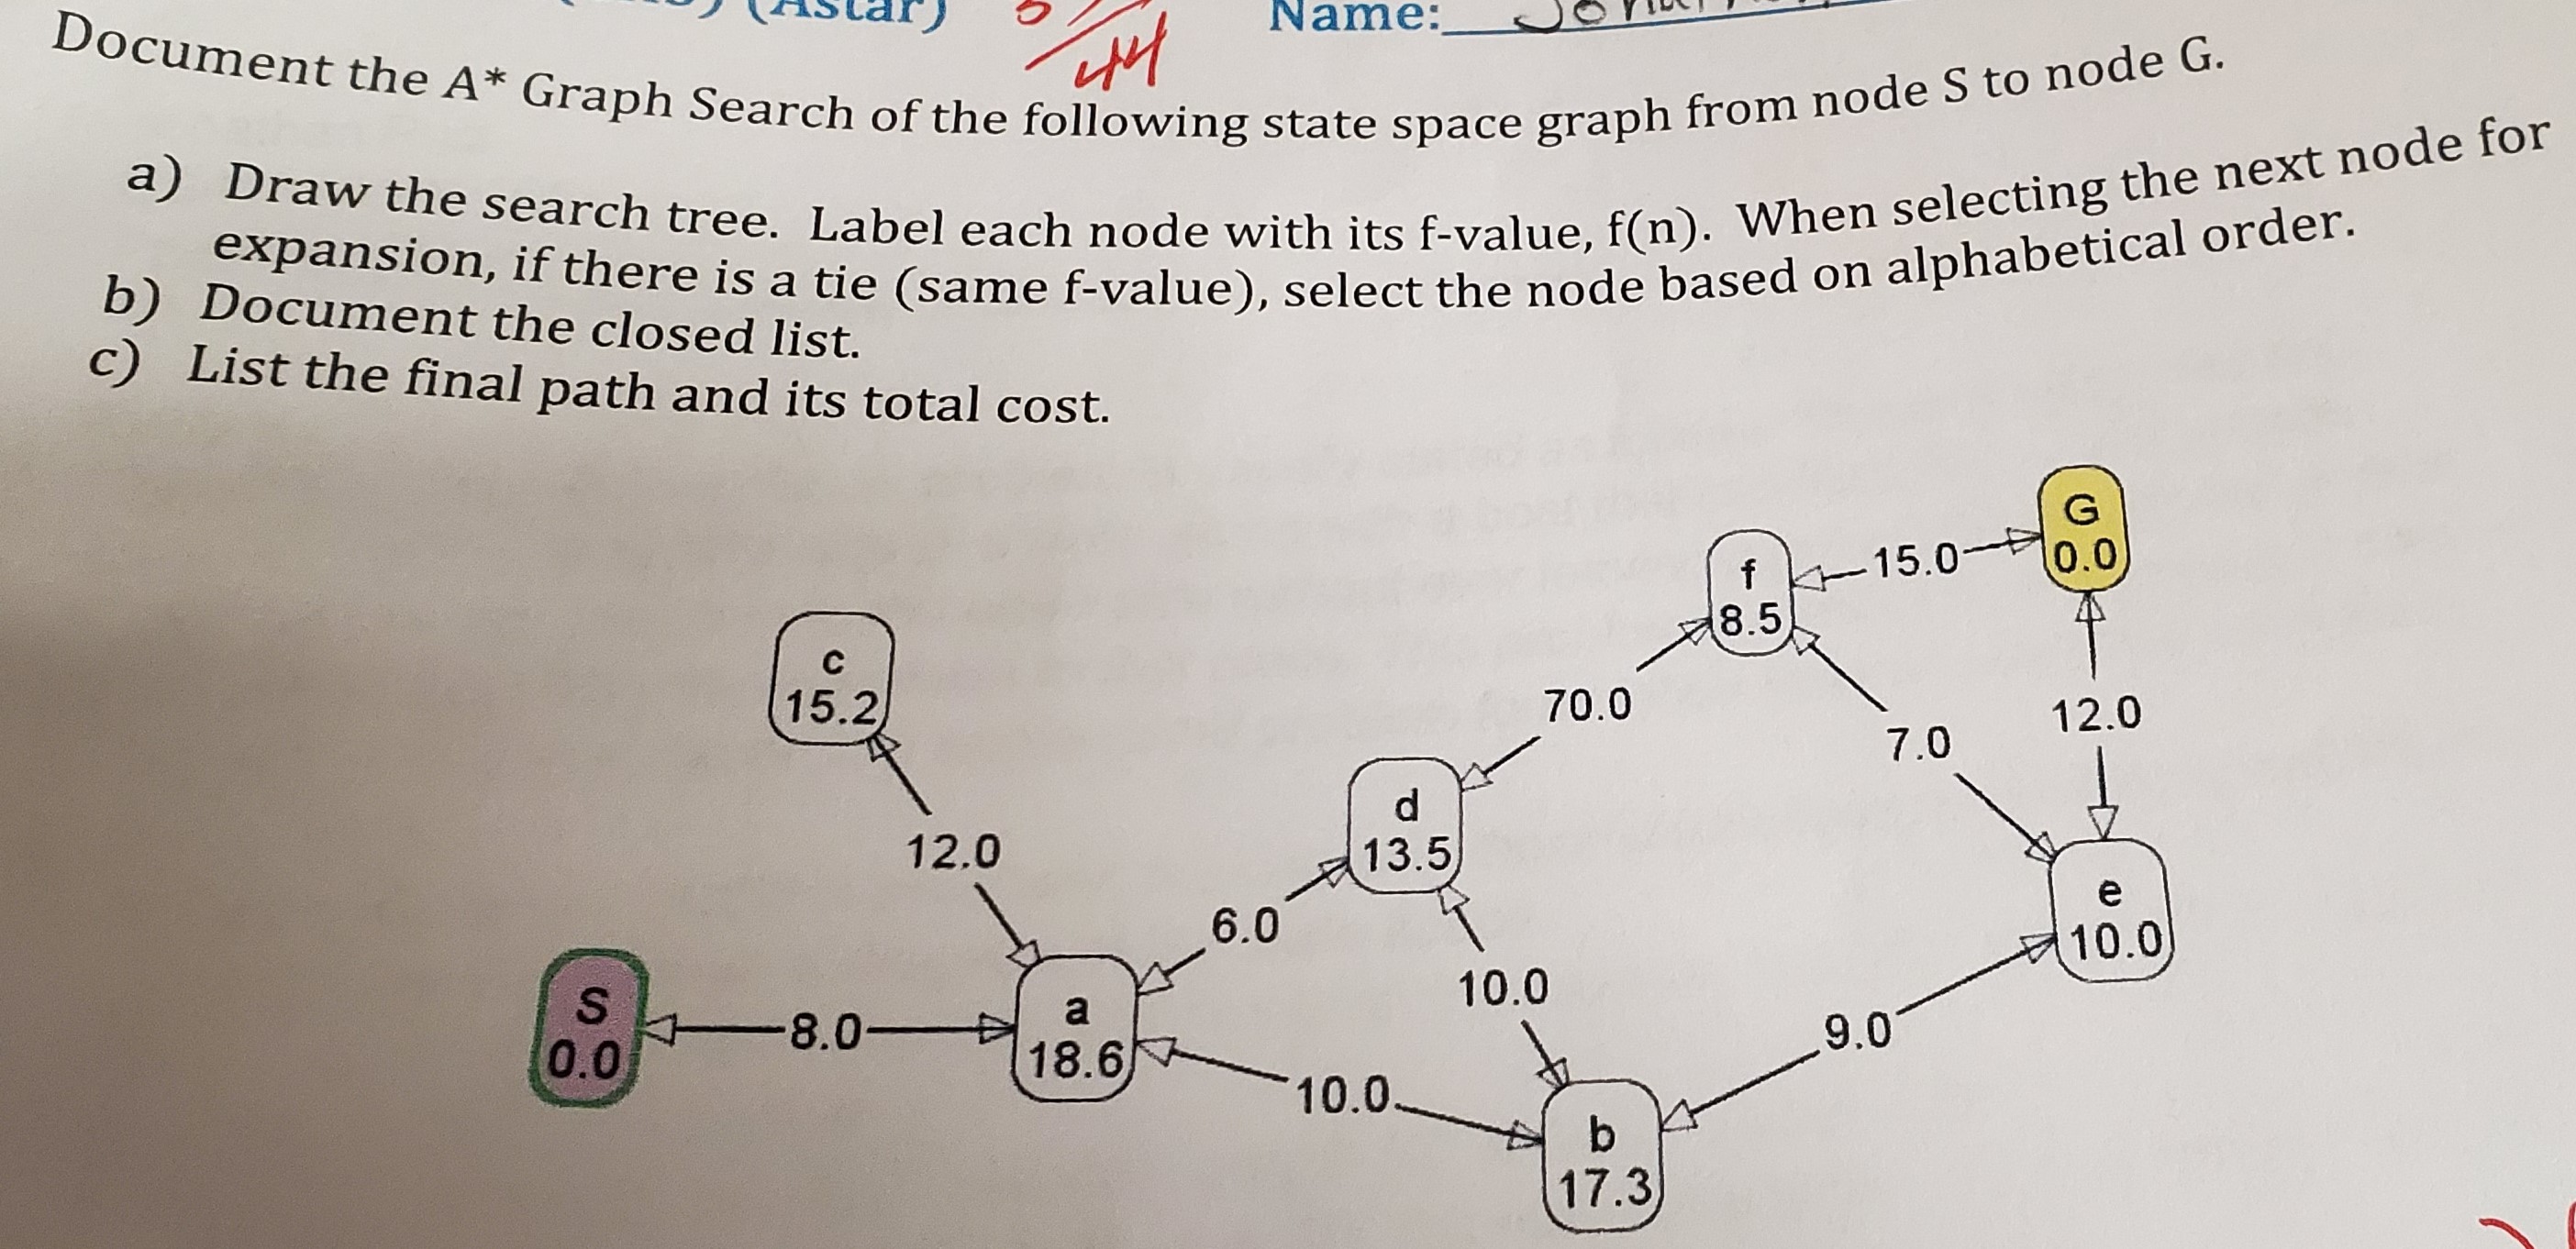 (Astar)
44
Name:
Document the A* Graph Search of the following state space graph from node S to node G.
a) Draw the search tree. Label each node with its f-value, f(n). When selecting the next node for
expansion, if there is a tie (same f-value), select the node based on alphabetical order.
b) Document the closed list.
c) List the final path and its total cost.
G
0.0
15.0
f
8.5
c
15.2
70.0
7.0
12.0
d
13.5
12.0
6.0
e
10.0
S
0.0
8.0
a
18.6
10.0
9.0
10.0
b
17.3